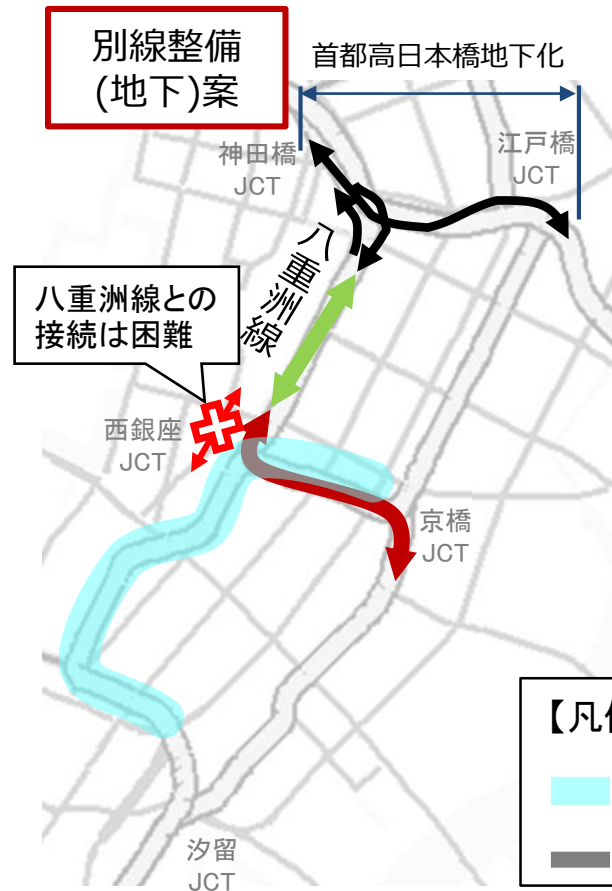 別線整備
(地下)案
首都高日本橋地下化
神田橋
JCT
江戸橋
JCT
八重洲線
八重洲線との
接続は困難
西銀座
JCT
京橋
JCT
【凡
汐留
JCT